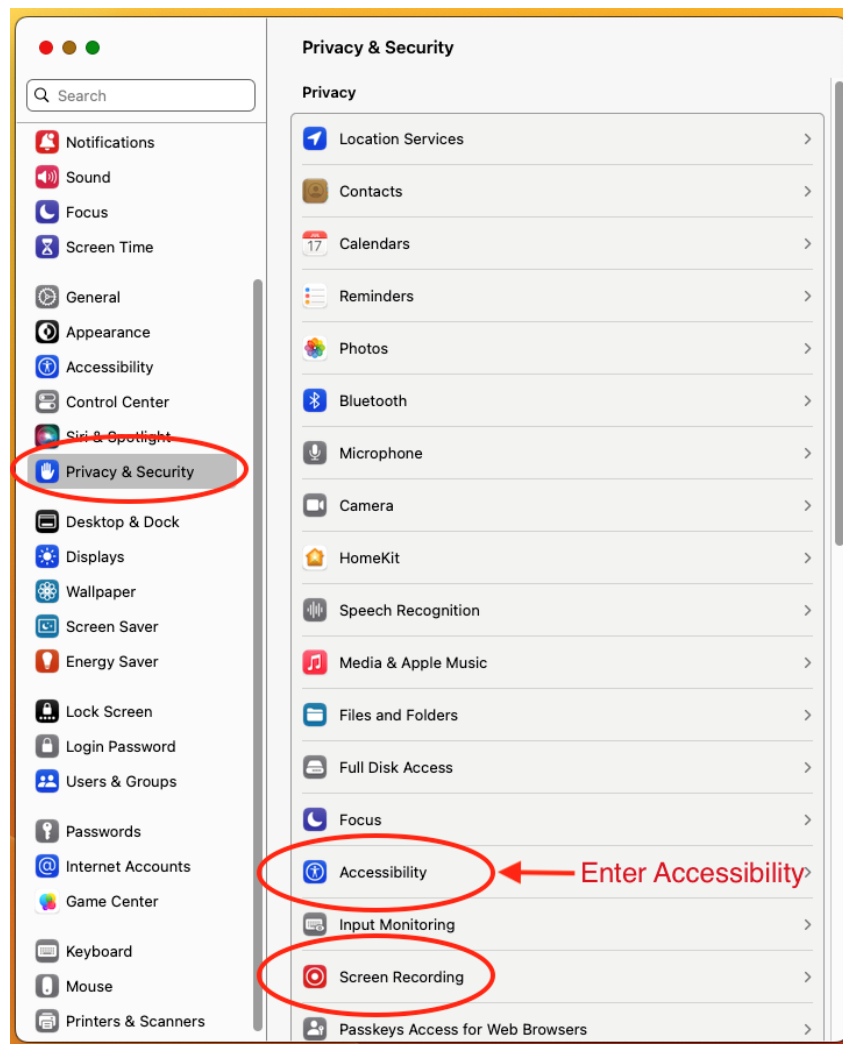 Privacy & Security
Search
Privacy
Notifications
Sound
Focus
Screen Time
General
Appearance
Accessibility
Control Center
Siri & Spotlight
Privacy & Security
Desktop & Dock
Displays
Wallpaper
Screen Saver
Energy Saver
Lock Screen
Login Password
Users & Groups
Passwords
Internet Accounts
Game Center
Keyboard
Mouse
Printers & Scanners
Location Services
Contacts
JAN
17
Calendars
Reminders
Photos
Bluetooth
Microphone
Camera
HomeKit
Speech Recognition
Media & Apple Music
Files and Folders
Full Disk Access
Focus
Accessibility
Enter Accessibility
Input Monitoring
Screen Recording
Passkeys Access for Web Browsers